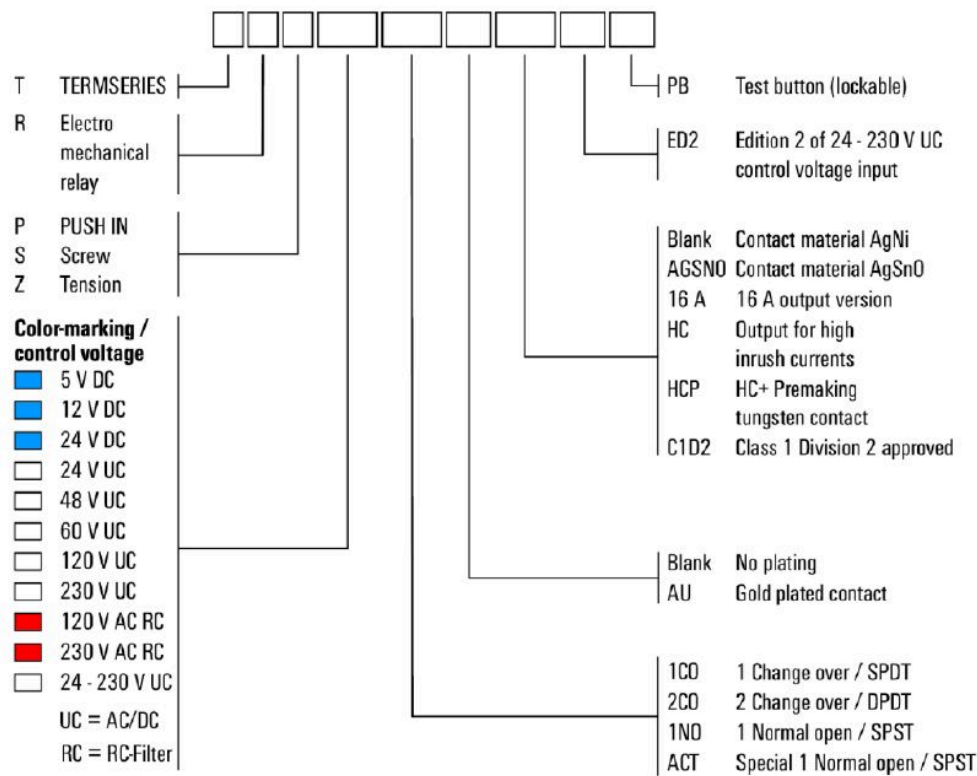 T TERMSERIES
R Electro
mechanical
relay
P PUSH IN
S Screw
Z Tension
Color-marking /
control voltage
5 V DC
12 V DC
24 V DC
24 V UC
48 V UC
60 V UC
120 V UC
230 V UC
120 V AC RC
230 V AC RC
24 - 230 V UC
UC = AC/DC
RC = RC-Filter
PB Test button (lockable)
ED2 Edition 2 of 24 - 230 V UC
control voltage input
Blank Contact material AgNi
AGSNO Contact material AgSnO
16 A 16 A output version
HC Output for high
inrush currents
HCP HC+ Premaking
tungsten contact
C1D2 Class 1 Division 2 approved
Blank No plating
AU Gold plated contact
1CO 1 Change over / SPDT
2CO 2 Change over / DPDT
1NO 1 Normal open / SPST
ACT Special 1 Normal open / SPST